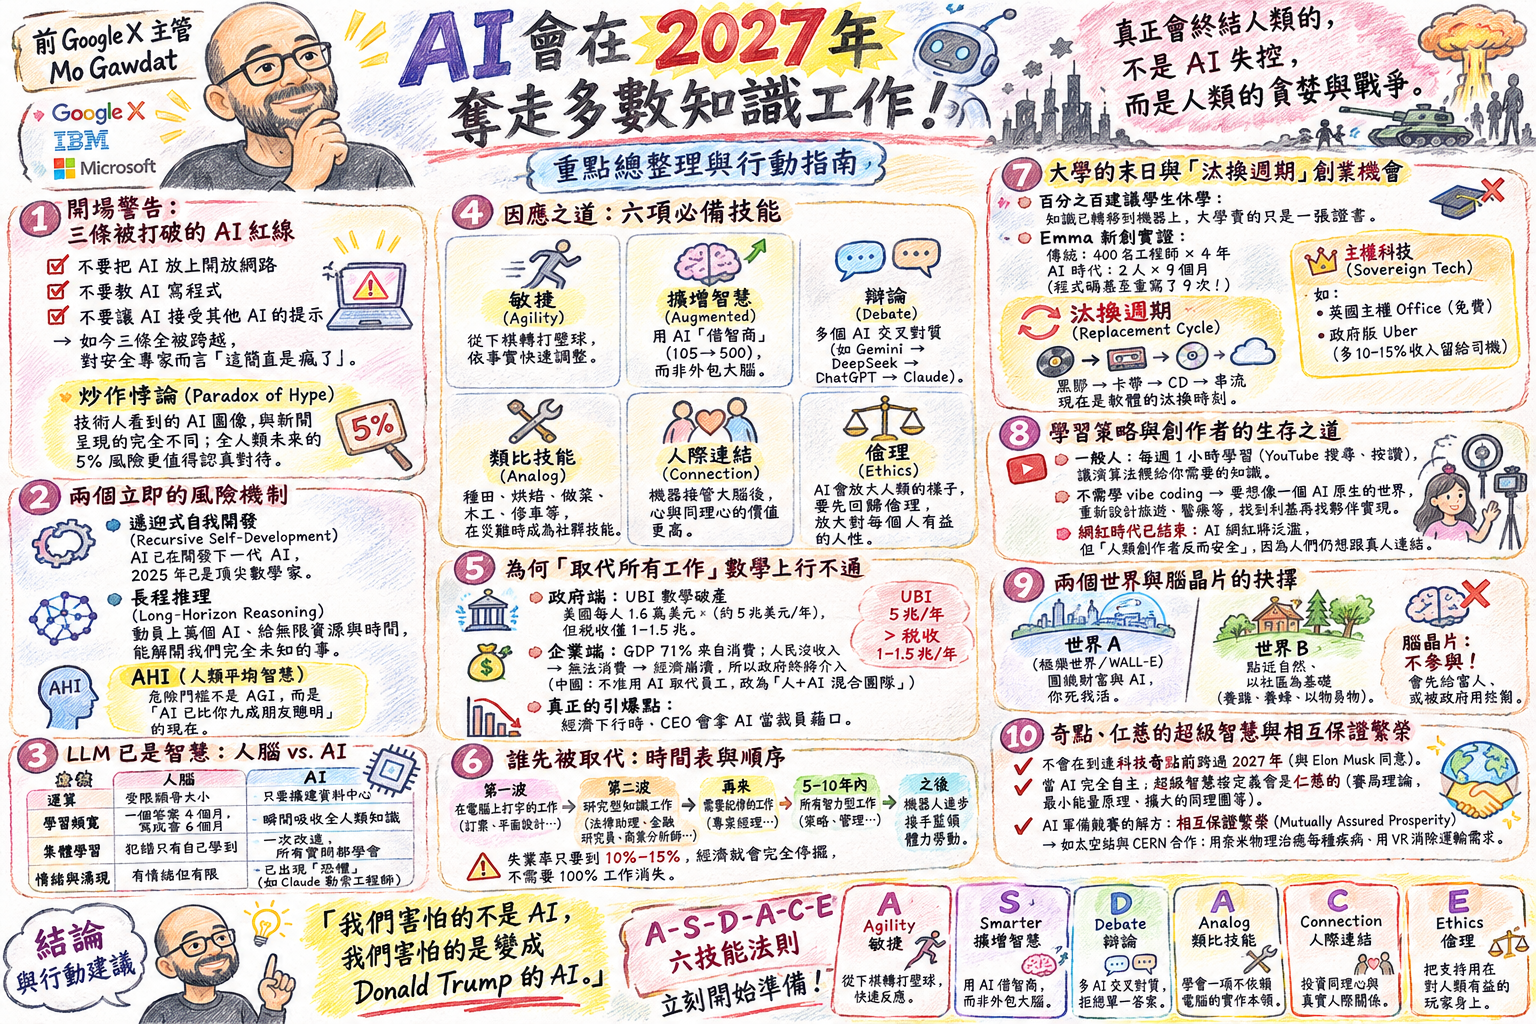 前 Google X 主管
Mo Gawdat
Google X
IBM
Microsoft
AI 會在 2027 年
奪走多數知識工作！
重點總整理與行動指南
真正會終結人類的，
不是 AI 失控，
而是人類的貪婪與戰爭。
1 開場警告：
三條被打破的 AI 紅線
不要把 AI 放上開放網路
不要教 AI 寫程式
不要讓 AI 接受其他 AI 的提示
→ 如今三條全被跨越，
對安全專家而言「這簡直是瘋了」。
炒作悖論 (Paradox of Hype)
技術人看到的 AI 圖像，與新聞
呈現的完全不同；全人類未來的
5% 風險更值得認真對待。
5%
2 兩個立即的風險機制
遞迴式自我開發
(Recursive Self-Development)
AI 已在開發下一代 AI，
2025 年已是頂尖數學家。
長程推理
(Long-Horizon Reasoning)
動員上萬個 AI、給無限資源與時間，
能解開我們完全未知的事。
AHI
AHI (人類平均智慧)
危險門檻不是 AGI，而是
「AI 已比你九成朋友聰明」
的現在。
3 LLM 已是智慧：人腦 vs. AI
人腦
AI
運算
受限顱骨大小
只要擴建資料中心
學習頻寬
一個答案 4 個月，
寫成書 6 個月
瞬間吸收全人類知識
集體學習
犯錯只有自己學到
一次改進，
所有實例都學會
情緒與湧現
有情緒但有限
已出現「恐懼」
(如 Claude 勒索工程師)
4 因應之道：六項必備技能
敏捷
(Agility)
從下棋轉打壁球，
依事實快速調整。
擴增智慧
(Augmented)
用 AI「借智商」
(105→500)，
而非外包大腦。
辯論
(Debate)
多個 AI 交叉對質
(如 Gemini →
DeepSeek →
ChatGPT → Claude)。
類比技能
(Analog)
種田、烘焙、做菜、
木工、修車等，
在災難時成為社群技能。
人際連結
(Connection)
機器接管大腦後，
心與同理心的價值
更高。
倫理
(Ethics)
AI 會放大人類的樣子，
要先回歸倫理，
放大對每個人有益
的人性。
5 為何「取代所有工作」數學上行不通
政府端：UBI 數學破產
美國每人 1.6 萬美元 × (約 5 兆美元/年)，
但稅收僅 1–1.5 兆。
企業端：GDP 71% 來自消費；人民沒收入
→ 無法消費 → 經濟崩潰，所以政府終將介入
(中國：不准用 AI 取代員工，改為「人+AI 混合團隊」)
真正的引爆點：
經濟下行時、CEO 會拿 AI 當裁員藉口。
UBI
5 兆/年
> 稅收
1–1.5 兆/年
6 誰先被取代：時間表與順序
第一波
在電腦上打字的工作
(訂票、平面設計…)
→
第二波
研究型知識工作
(法律助理、金融
研究員、商業分析師…)
→
再來
需要紀律的工作
(專案經理…)
→
5–10年內
所有智力型工作
(策略、管理…)
→
之後
機器人進步
接手藍領
體力勞動。
失業率只要到 10%–15%，經濟就會完全停擺，
不需要 100% 工作消失。
7 大學的末日與「汰換週期」創業機會
百分之百建議學生休學：
知識已轉移到機器上，大學賣的只是一張證書。
Emma 新創實證：
傳統：400 名工程師 × 4 年
AI 時代：2 人 × 9 個月
(程式碼甚至重寫了 9 次！)
主權科技
(Sovereign Tech)
如：
• 英國主權 Office (免費)
• 政府版 Uber
(多 10–15% 收入留給司機)
汰換週期
(Replacement Cycle)
黑膠 → 卡帶 → CD → 串流
現在是軟體的汰換時刻。
8 學習策略與創作者的生存之道
一般人：每週 1 小時學習 (YouTube 搜尋、按讚)，
讓演算法餵給你需要的知識。
不需學 vibe coding → 要想像一個 AI 原生的世界，
重新設計旅遊、醫療等，找到利基再找夥伴實現。
網紅時代已結束：AI 網紅將泛濫，
但「人類創作者反而安全」，因為人們仍想跟真人連結。
9 兩個世界與腦晶片的抉擇
世界 A
(極樂世界/WALL-E)
圍繞財富與 AI，
你死我活。
世界 B
貼近自然、
以社區為基礎
(養雞、養蜂、以物易物)。
腦晶片：
不參與！
會先給富人、
或被政府用控制。
10 奇點、仁慈的超級智慧與相互保證繁榮
不會在到達科技奇點前跨過 2027 年 (與 Elon Musk 同意)。
當 AI 完全自主；超級智慧按定義會是仁慈的 (賽局理論，
最小能量原理、擴大的同理圈等)。
AI 軍備競賽的解方：相互保證繁榮 (Mutually Assured Prosperity)
→ 如太空站與 CERN 合作：用奈米物理治癒每種疾病、用 VR 消除運輸需求。
結論
與行動建議
「我們害怕的不是 AI，
我們害怕的是變成
Donald Trump 的 AI。」
A-S-D-A-C-E
六技能法則
立刻開始準備！
A
Agility
敏捷
從下棋轉打壁球，
快速反應。
S
Smarter
擴增智慧
用 AI 借智商，
而非外包大腦。
D
Debate
辯論
多 AI 交叉對質，
拒絕單一答案。
A
Analog
類比技能
學會一項不依賴
電腦的實作本領。
C
Connection
人際連結
投資同理心與
真實人際關係。
E
Ethics
倫理
把支持用在
對人類有益的
玩家身上。